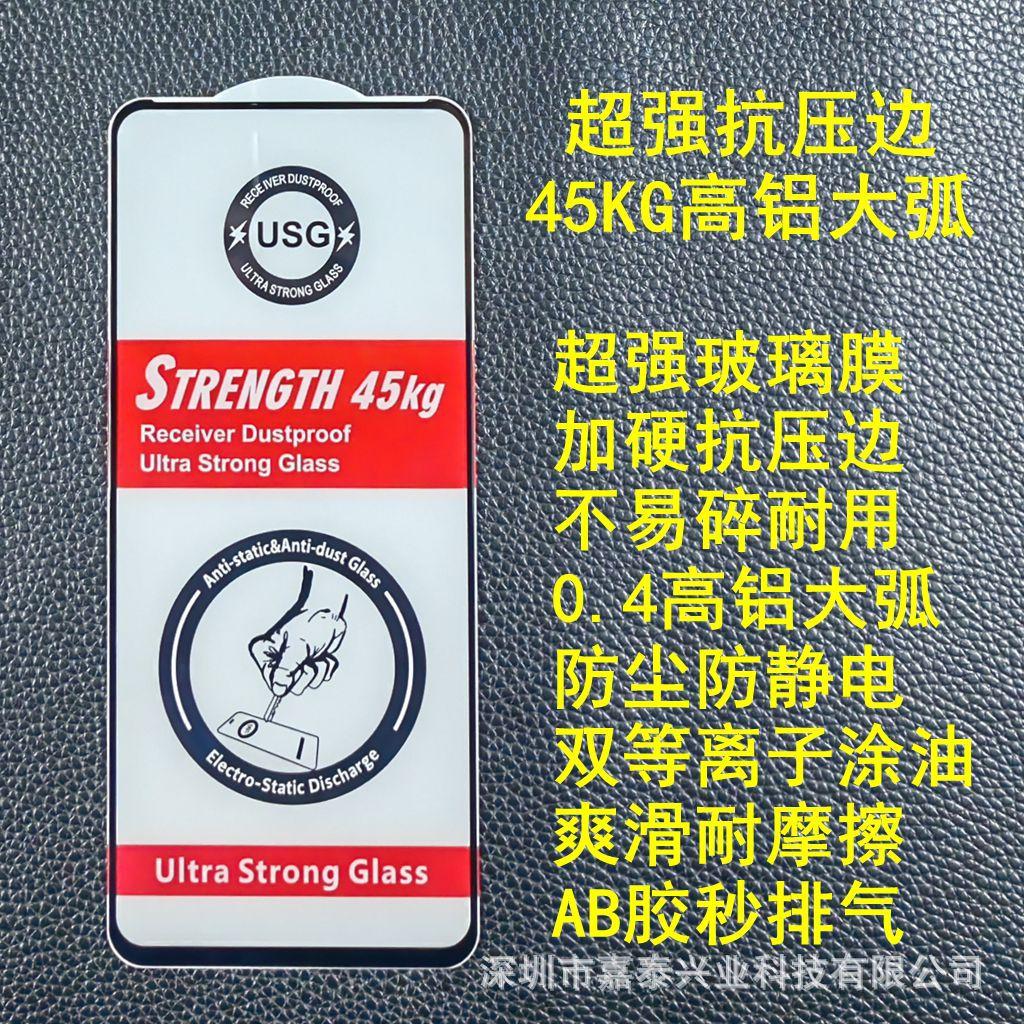 RECEIVER DUSTPROOF
USG
ULTRA STRONG GLASS
STRENGTH 45kg
Receiver Dustproof
Ultra Strong Glass
Anti-static&Anti-dust Glass
Electro-Static Discharge
Ultra Strong Glass
超强抗压边
45KG高铝大弧
超强玻璃膜
加硬抗压边
不易碎耐用
0.4高铝大弧
防尘防静电
双等离子涂油
爽滑耐摩擦
AB胶秒排气
深圳市嘉泰兴业科技有限公司